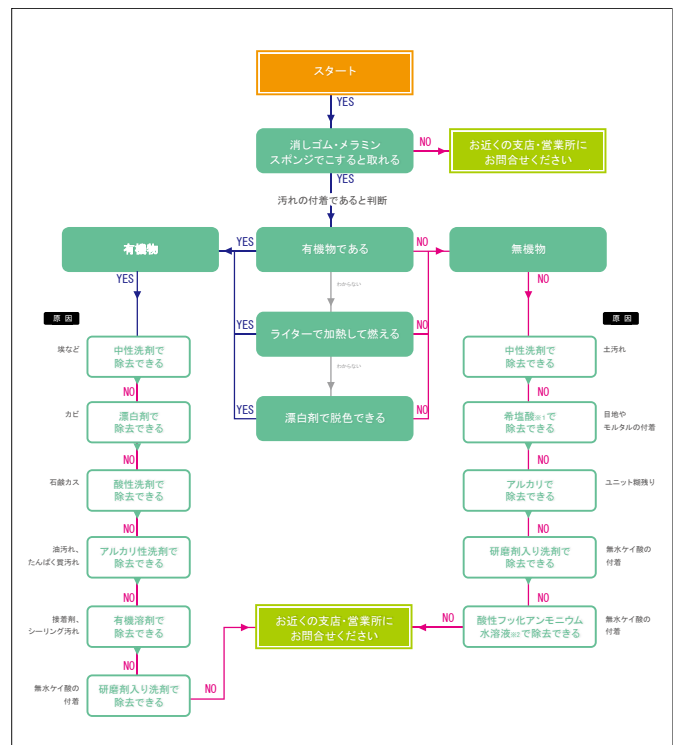 スタート
YES
消しゴム・メラミン
スポンジでこすると取れる
NO
お近くの支店・営業所に
お問合せください
YES
汚れの付着であると判断
有機物
YES
有機物である
NO
無機物
YES
わからない
NO
原因
原因
YES
ライターで加熱して燃える
NO
埃など
中性洗剤で
除去できる
わからない
中性洗剤で
除去できる
土汚れ
NO
NO
カビ
漂白剤で
除去できる
YES
漂白剤で脱色できる
NO
希塩酸※1で
除去できる
目地や
モルタルの付着
NO
NO
石鹸カス
酸性洗剤で
除去できる
アルカリで
除去できる
ユニット糊残り
NO
NO
油汚れ、
たんぱく質汚れ
アルカリ性洗剤で
除去できる
研磨剤入り洗剤で
除去できる
無水ケイ酸の
付着
NO
NO
接着剤、
シーリング汚れ
有機溶剤で
除去できる
お近くの支店・営業所に
お問合せください
NO
酸性フッ化アンモニウム
水溶液※2で除去できる
無水ケイ酸の
付着
NO
無水ケイ酸の
付着
研磨剤入り洗剤で
除去できる
NO